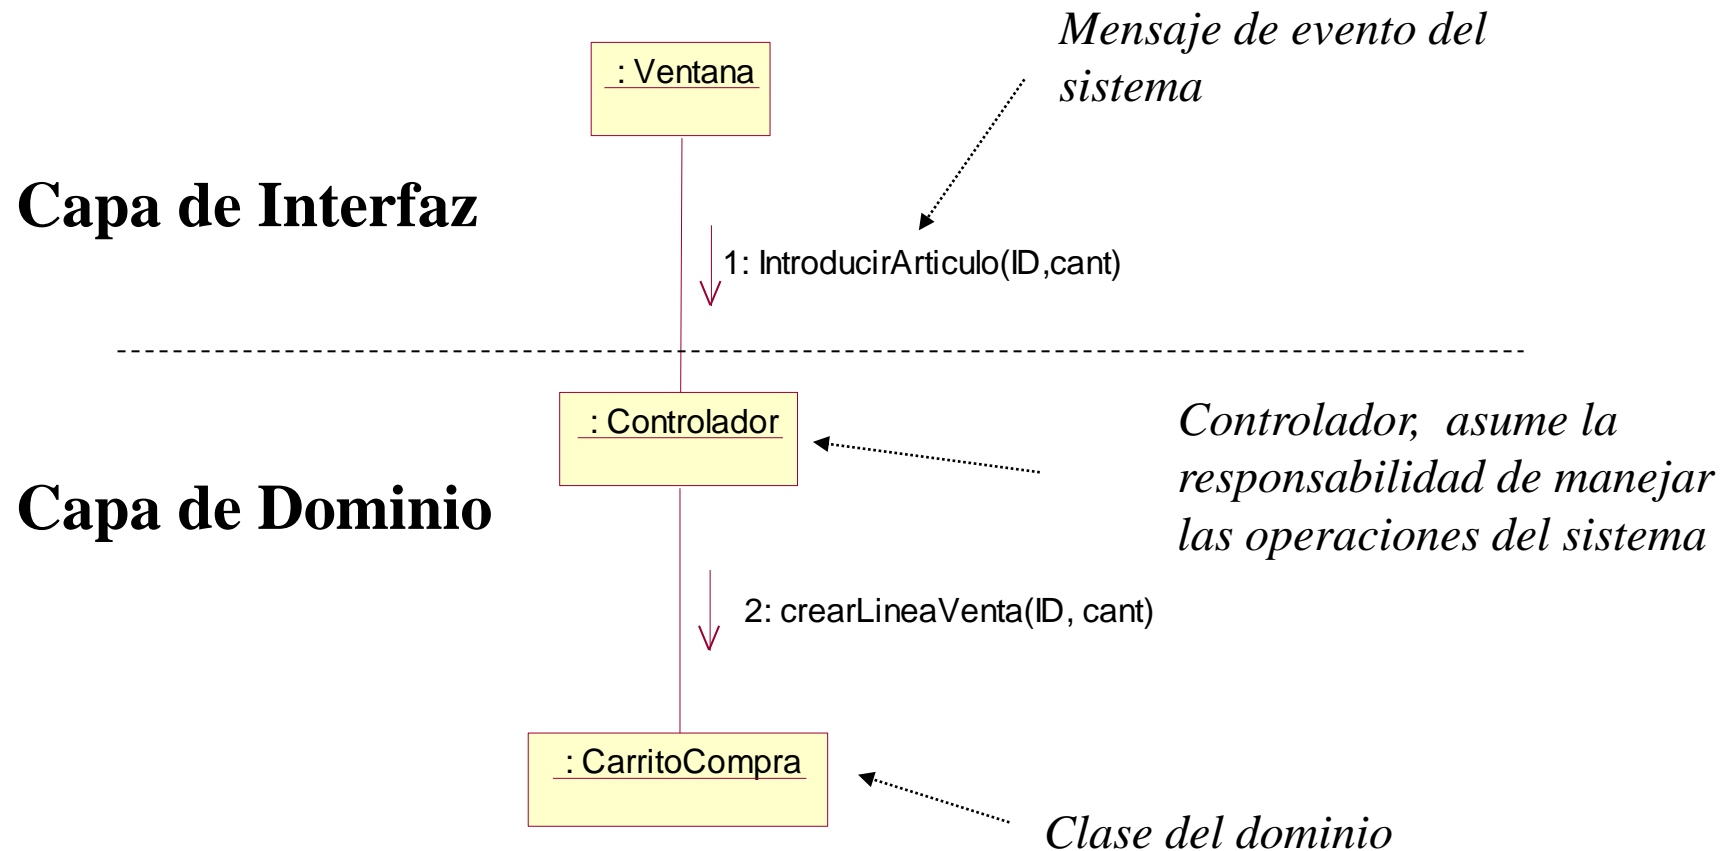 Mensaje de evento del
sistema
: Ventana
Capa de Interfaz
1: IntroducirArticulo(ID,cant)
: Controlador
Controlador, asume la
responsabilidad de manejar
las operaciones del sistema
Capa de Dominio
2: crearLineaVenta(ID, cant)
: CarritoCompra
Clase del dominio